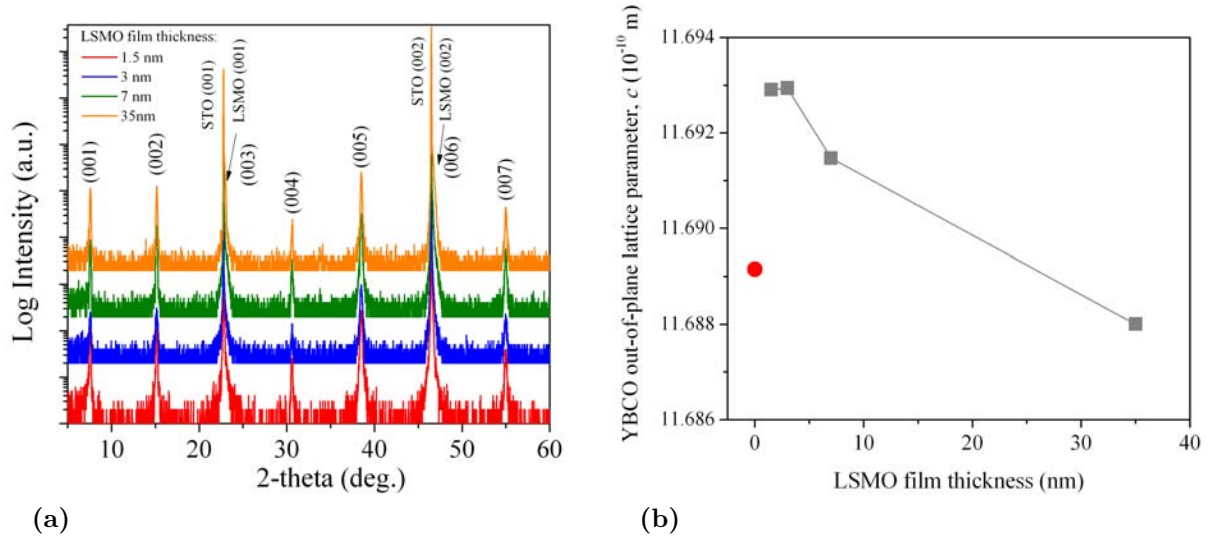 LSMO film thickness:
1.5 nm
3 nm
7 nm
35nm
(001)
(002)
STO (001)
LSMO (001)
(003)
(004)
(005)
STO (002)
LSMO (002)
(006)
(007)
Log Intensity (a.u.)
10 20 30 40 50 60
2-theta (deg.)
(a)
YBCO out-of-plane lattice parameter, c (10⁻¹⁰ m)
11.694
11.692
11.690
11.688
11.686
0 10 20 30 40
LSMO film thickness (nm)
(b)